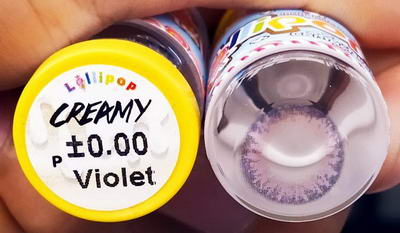 Lollipop
CREAMY
±0.00
P
Violet